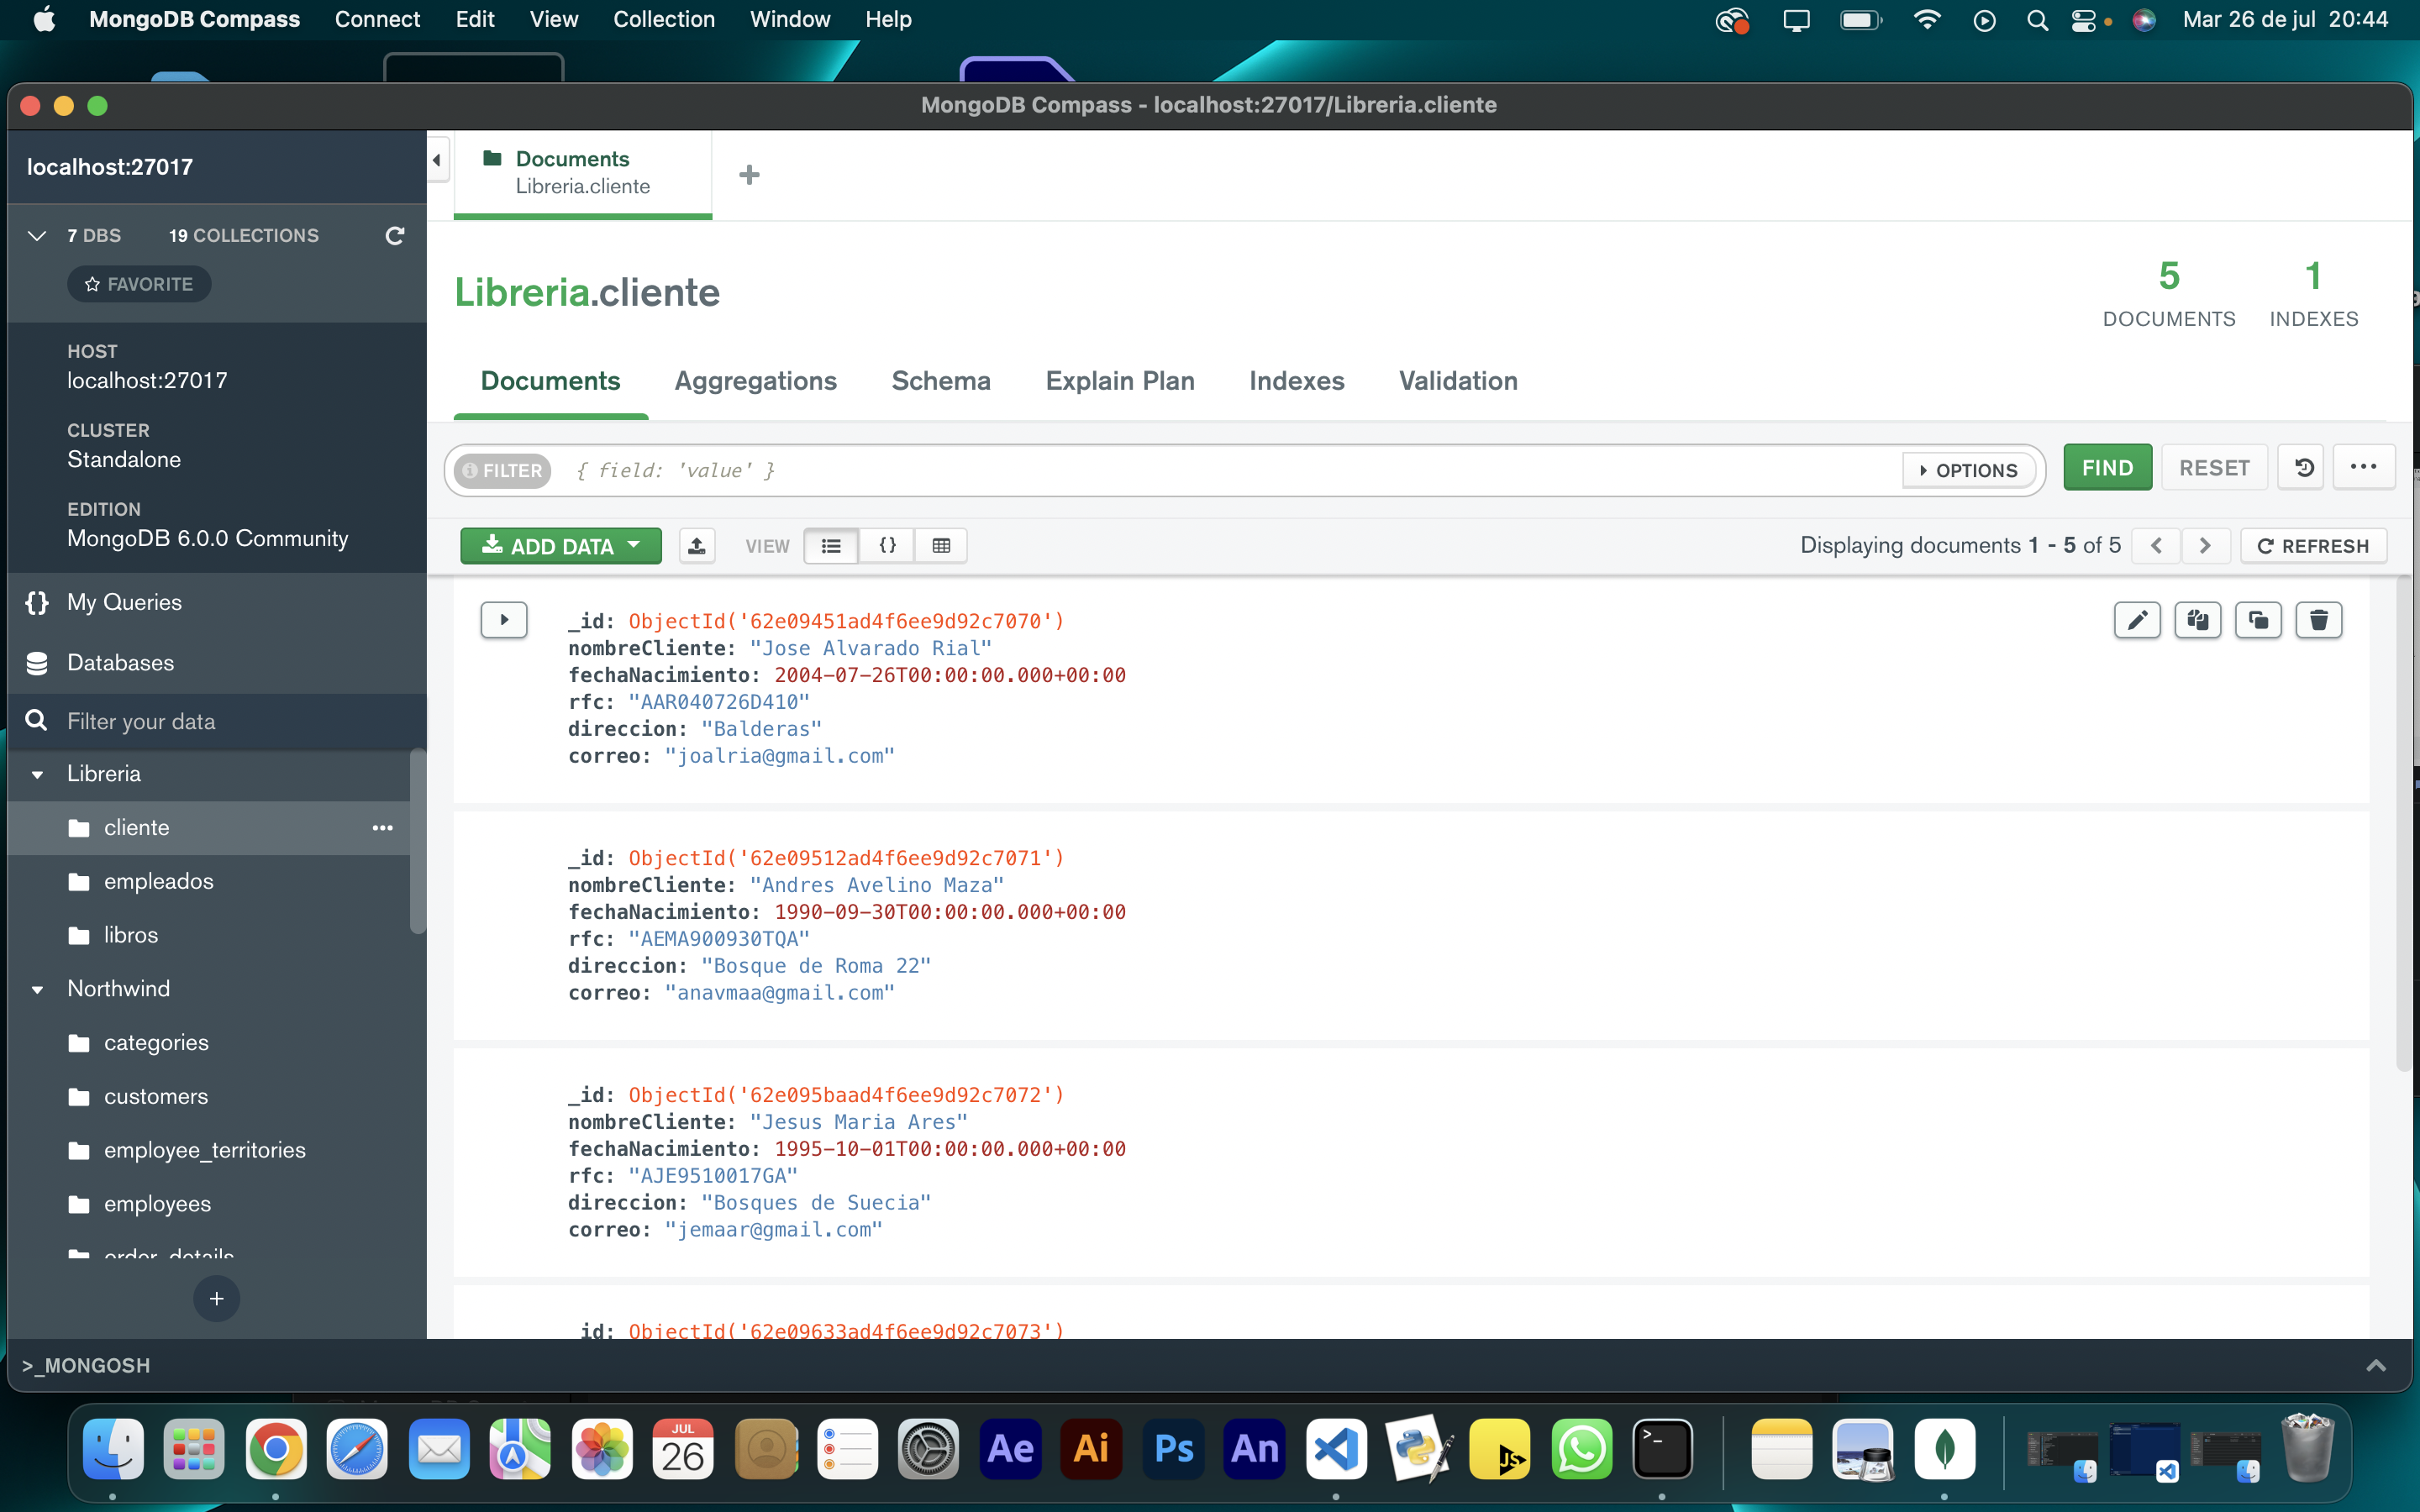 MongoDB Compass Connect Edit View Collection Window Help Mar 26 de jul 20:44
MongoDB Compass - localhost:27017/Libreria.cliente
localhost:27017
7 DBS 19 COLLECTIONS
FAVORITE
HOST
localhost:27017
CLUSTER
Standalone
EDITION
MongoDB 6.0.0 Community
{} My Queries
Databases
Filter your data
Libreria
cliente
empleados
libros
Northwind
categories
customers
employee_territories
employees
order_details
+
Documents
Libreria.cliente
+
Libreria.cliente
5
DOCUMENTS
1
INDEXES
Documents Aggregations Schema Explain Plan Indexes Validation
FILTER { field: 'value' } OPTIONS FIND RESET ...
ADD DATA VIEW {} Displaying documents 1 - 5 of 5 < > REFRESH
_id: ObjectId('62e09451ad4f6ee9d92c7070')
nombreCliente: "Jose Alvarado Rial"
fechaNacimiento: 2004-07-26T00:00:00.000+00:00
rfc: "AAR040726D410"
direccion: "Balderas"
correo: "joalria@gmail.com"
_id: ObjectId('62e09512ad4f6ee9d92c7071')
nombreCliente: "Andres Avelino Maza"
fechaNacimiento: 1990-09-30T00:00:00.000+00:00
rfc: "AEMA900930TQA"
direccion: "Bosque de Roma 22"
correo: "anavmaa@gmail.com"
_id: ObjectId('62e095baad4f6ee9d92c7072')
nombreCliente: "Jesus Maria Ares"
fechaNacimiento: 1995-10-01T00:00:00.000+00:00
rfc: "AJE9510017GA"
direccion: "Bosques de Suecia"
correo: "jemaar@gmail.com"
_id: ObjectId('62e09633ad4f6ee9d92c7073')
>_MONGOSH
JUL
26
Ae Ai Ps An JS >_